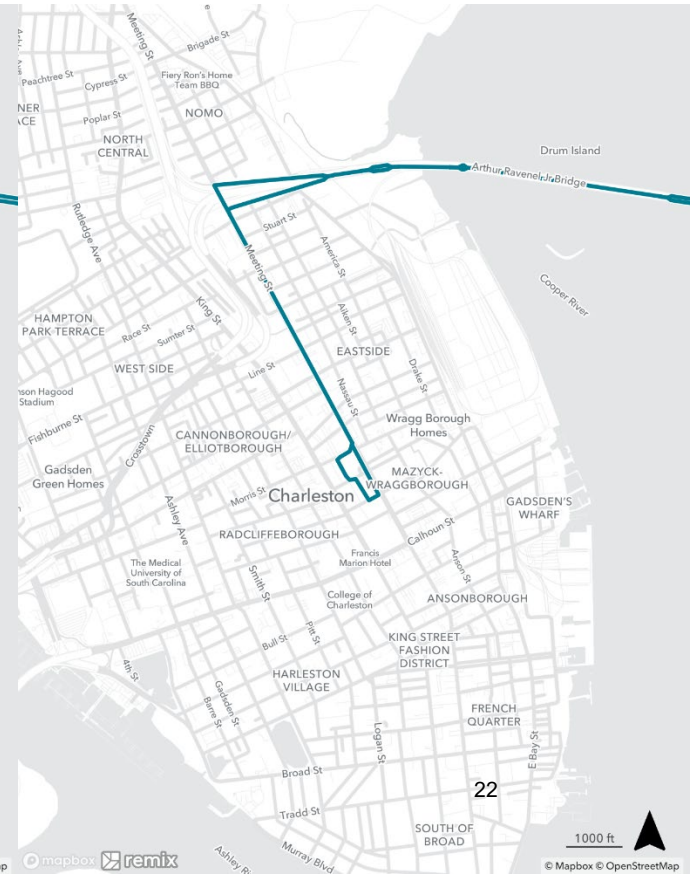 Meeting St
Brigade St
Peachtree St
Cypress St
Fiery Ron's Home
Team BBQ
Poplar St
NOMO
NORTH
CENTRAL
Drum Island
Arthur Ravenel Jr Bridge
Rutledge Ave
Stuart St
America St
Meeting St
Cooper River
King St
Aiken St
HAMPTON
PARK TERRACE
Race St
Sumter St
EASTSIDE
WEST SIDE
Line St
Drake St
Nassau St
Hagood
Stadium
Fishburne St
Crosstown
CANNONBOROUGH/
ELLIOTBOROUGH
Wragg Borough
Homes
Gadsden
Green Homes
MAZYCK-
WRAGGBOROUGH
Morris St
Charleston
GADSDEN'S
WHARF
Ashley Ave
RADCLIFFEBOROUGH
Calhoun St
Francis
Marion Hotel
Anson St
The Medical
University of
South Carolina
Smith St
College of
Charleston
ANSONBOROUGH
Pitt St
Bull St
KING STREET
FASHION
DISTRICT
4th St
HARLESTON
VILLAGE
Gadsden St
Barre St
FRENCH
QUARTER
Logan St
E Bay St
Broad St
22
Tradd St
SOUTH OF
BROAD
1000 ft
Murray Blvd
mapbox remix
© Mapbox © OpenStreetMap